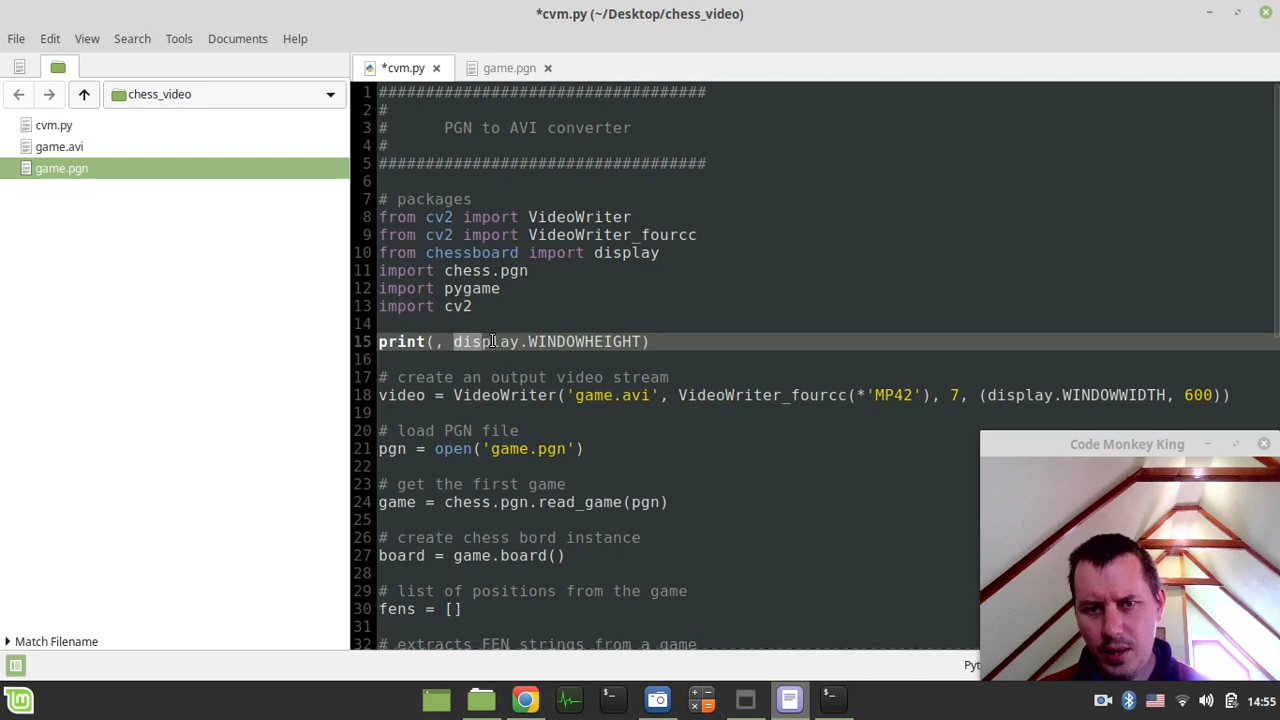 *cvm.py (~/Desktop/chess_video)
File Edit View Search Tools Documents Help
*cvm.py game.pgn
chess_video
cvm.py
game.avi
game.pgn
1 ###################################
2 #
3 # PGN to AVI converter
4 #
5 ###################################
6
7 # packages
8 from cv2 import VideoWriter
9 from cv2 import VideoWriter_fourcc
10 from chessboard import display
11 import chess.pgn
12 import pygame
13 import cv2
14
15 print(, display.WINDOWHEIGHT)
16
17 # create an output video stream
18 video = VideoWriter('game.avi', VideoWriter_fourcc(*'MP42'), 7, (display.WINDOWWIDTH, 600))
19
20 # load PGN file
21 pgn = open('game.pgn')
22
23 # get the first game
24 game = chess.pgn.read_game(pgn)
25
26 # create chess bord instance
27 board = game.board()
28
29 # list of positions from the game
30 fens = []
31
32 # extracts FEN strings from a game
Code Monkey King
Match Filename
Pyt
14:55